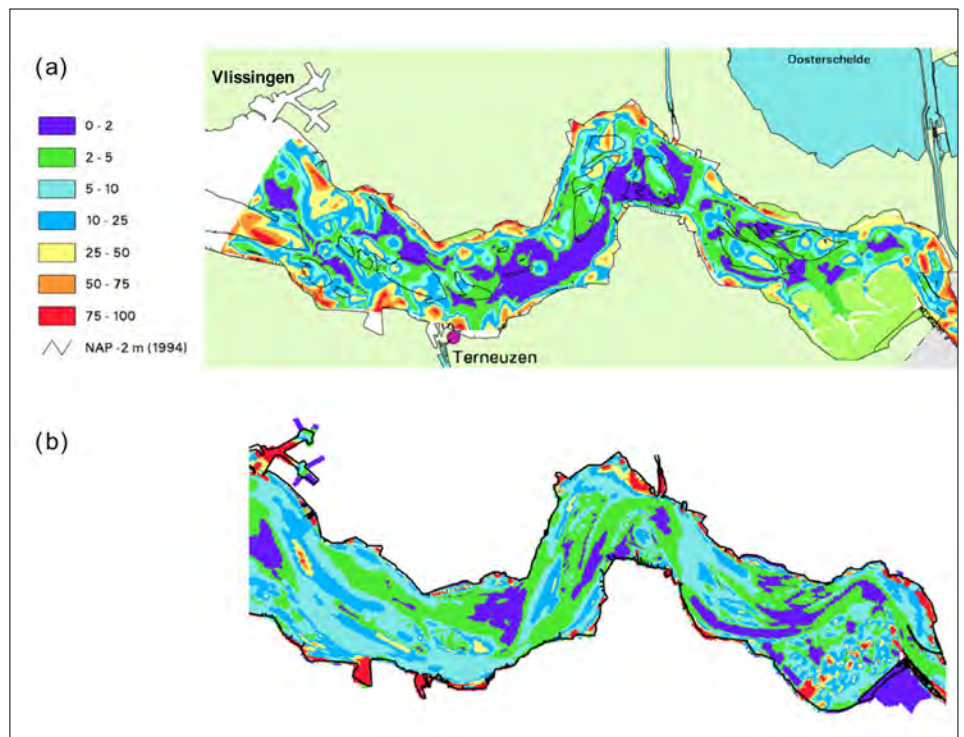 (a)
Vlissingen
Oosterschelde
0 - 2
2 - 5
5 - 10
10 - 25
25 - 50
50 - 75
75 - 100
NAP -2 m (1994)
Terneuzen
(b)